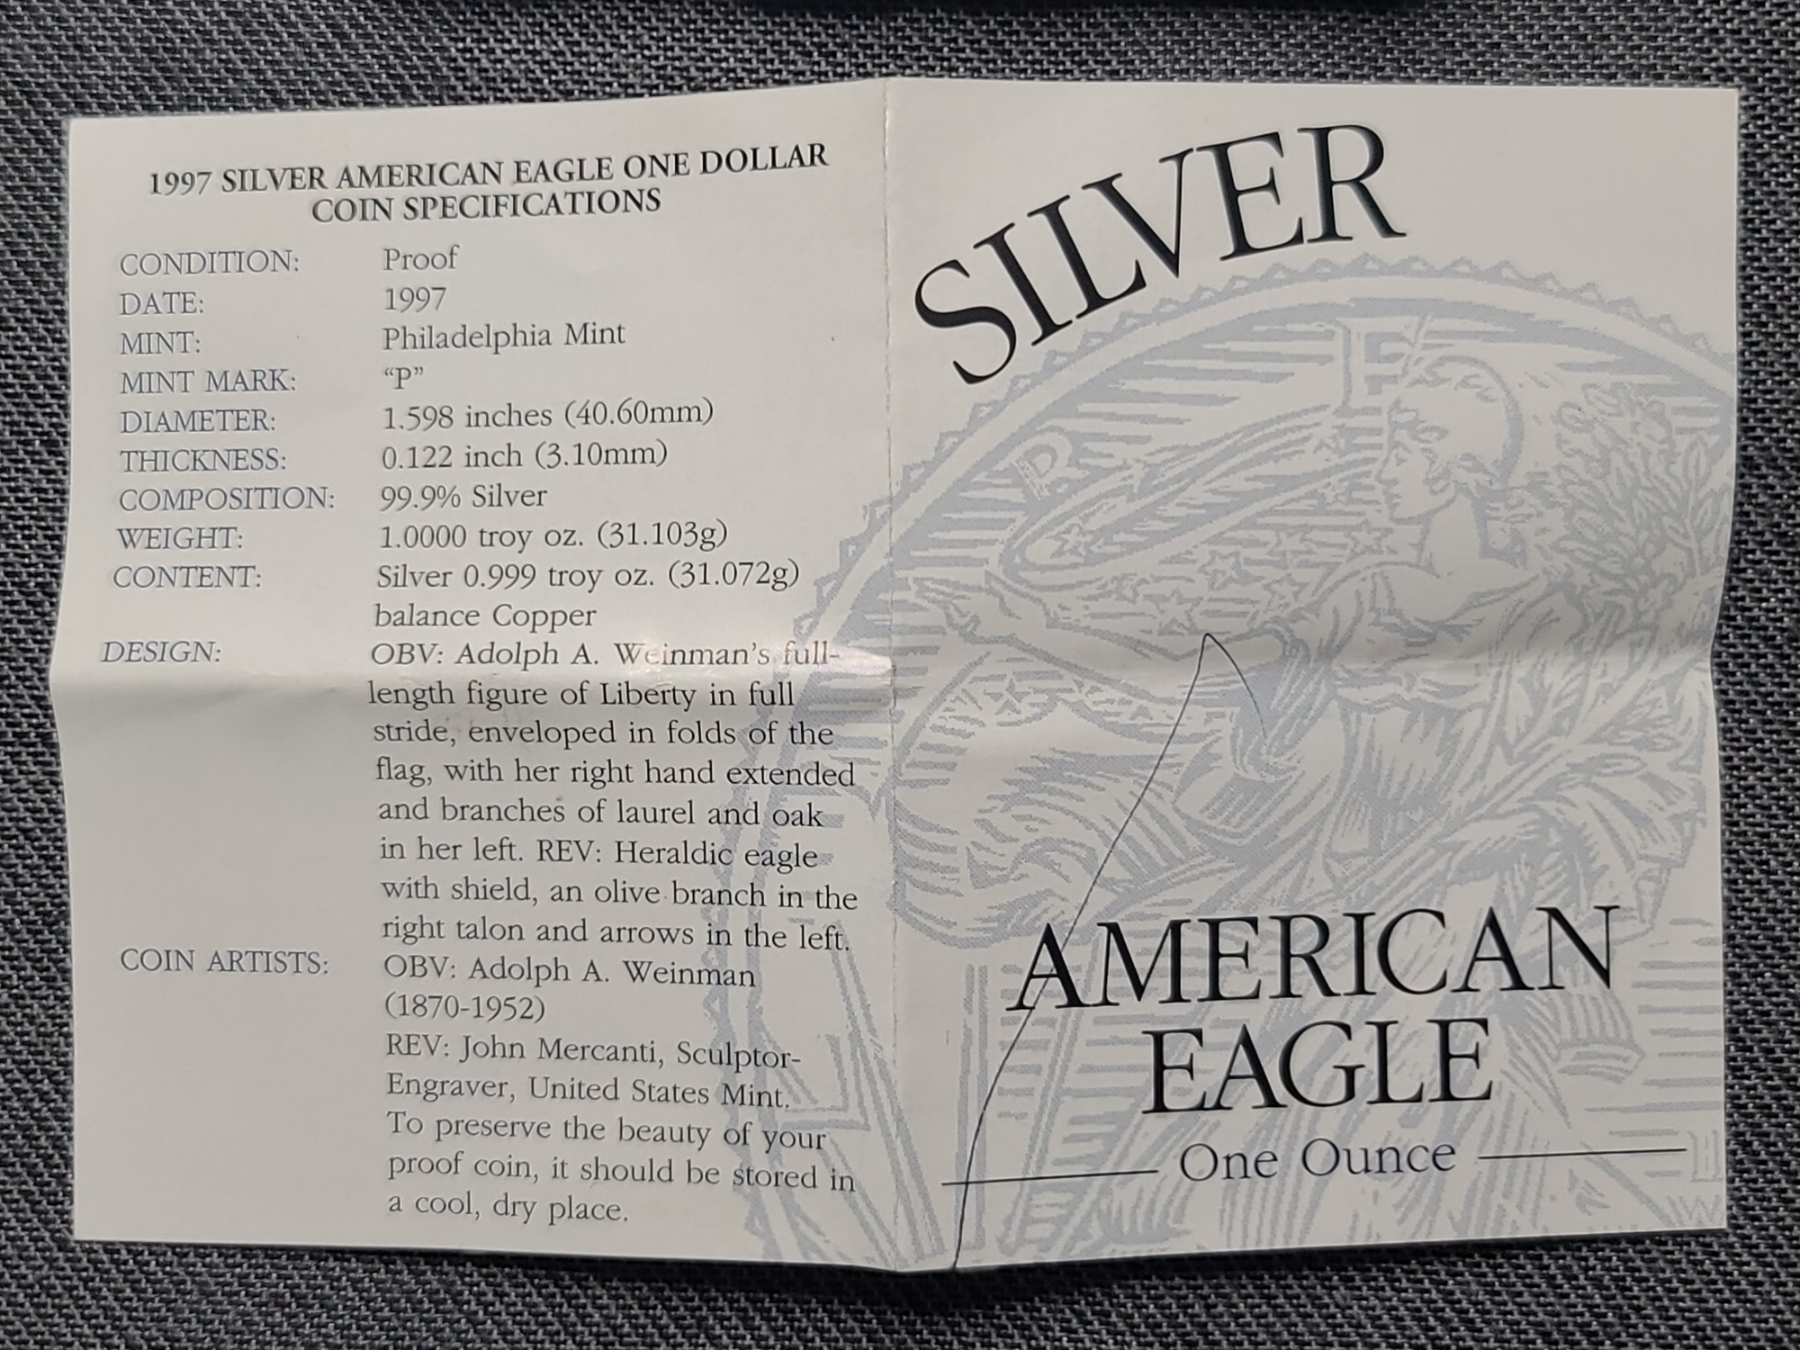 1997 SILVER AMERICAN EAGLE ONE DOLLAR
COIN SPECIFICATIONS
CONDITION: Proof
DATE: 1997
MINT: Philadelphia Mint
MINT MARK: “P”
DIAMETER: 1.598 inches (40.60mm)
THICKNESS: 0.122 inch (3.10mm)
COMPOSITION: 99.9% Silver
WEIGHT: 1.0000 troy oz. (31.103g)
CONTENT: Silver 0.999 troy oz. (31.072g)
balance Copper
DESIGN: OBV: Adolph A. Weinman's full-
length figure of Liberty in full
stride, enveloped in folds of the
flag, with her right hand extended
and branches of laurel and oak
in her left. REV: Heraldic eagle
with shield, an olive branch in the
right talon and arrows in the left.
COIN ARTISTS: OBV: Adolph A. Weinman
(1870-1952)
REV: John Mercanti, Sculptor-
Engraver, United States Mint.
To preserve the beauty of your
proof coin, it should be stored in
a cool, dry place.
SILVER
AMERICAN
EAGLE
One Ounce